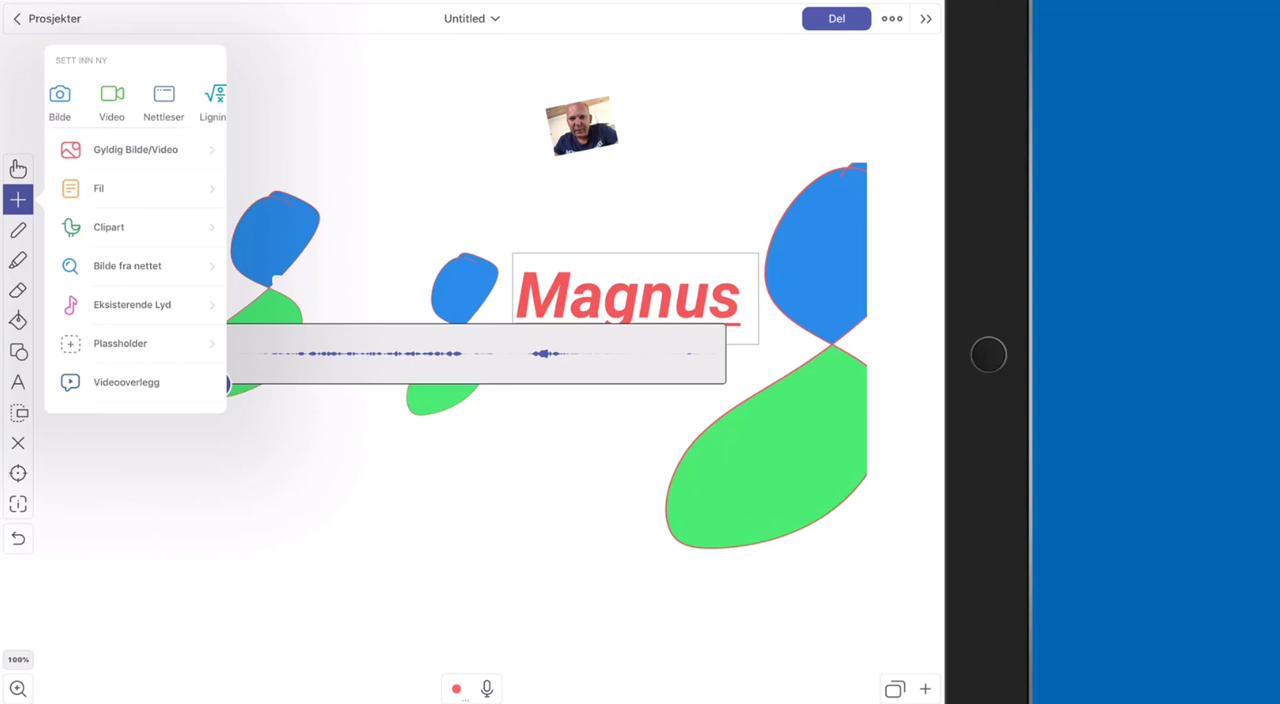 Prosjekter
Untitled
Del
SETT INN NY
Bilde
Video
Nettleser
Lignin
Gyldig Bilde/Video
Fil
Clipart
Bilde fra nettet
Eksisterende Lyd
Plassholder
Videooverlegg
Magnus
100%